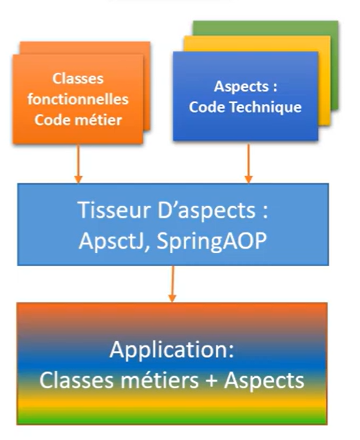 Classes
fonctionnelles
Code métier
Aspects :
Code Technique
Tisseur D'aspects :
ApsctJ, SpringAOP
Application:
Classes métiers + Aspects